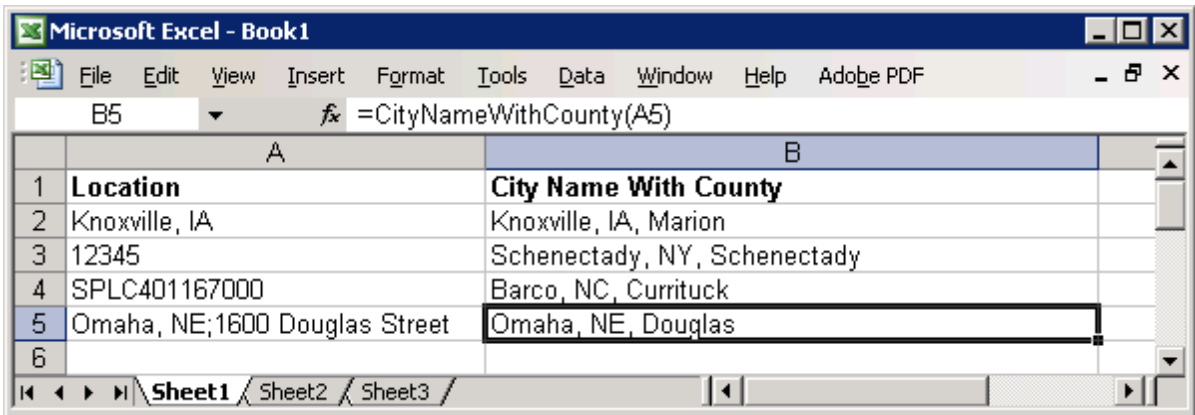 Microsoft Excel - Book1
File Edit View Insert Format Tools Data Window Help Adobe PDF
B5 fx =CityNameWithCounty(A5)
A B
1 Location City Name With County
2 Knoxville, IA Knoxville, IA, Marion
3 12345 Schenectady, NY, Schenectady
4 SPLC401167000 Barco, NC, Currituck
5 Omaha, NE;1600 Douglas Street Omaha, NE, Douglas
6
Sheet1 Sheet2 Sheet3